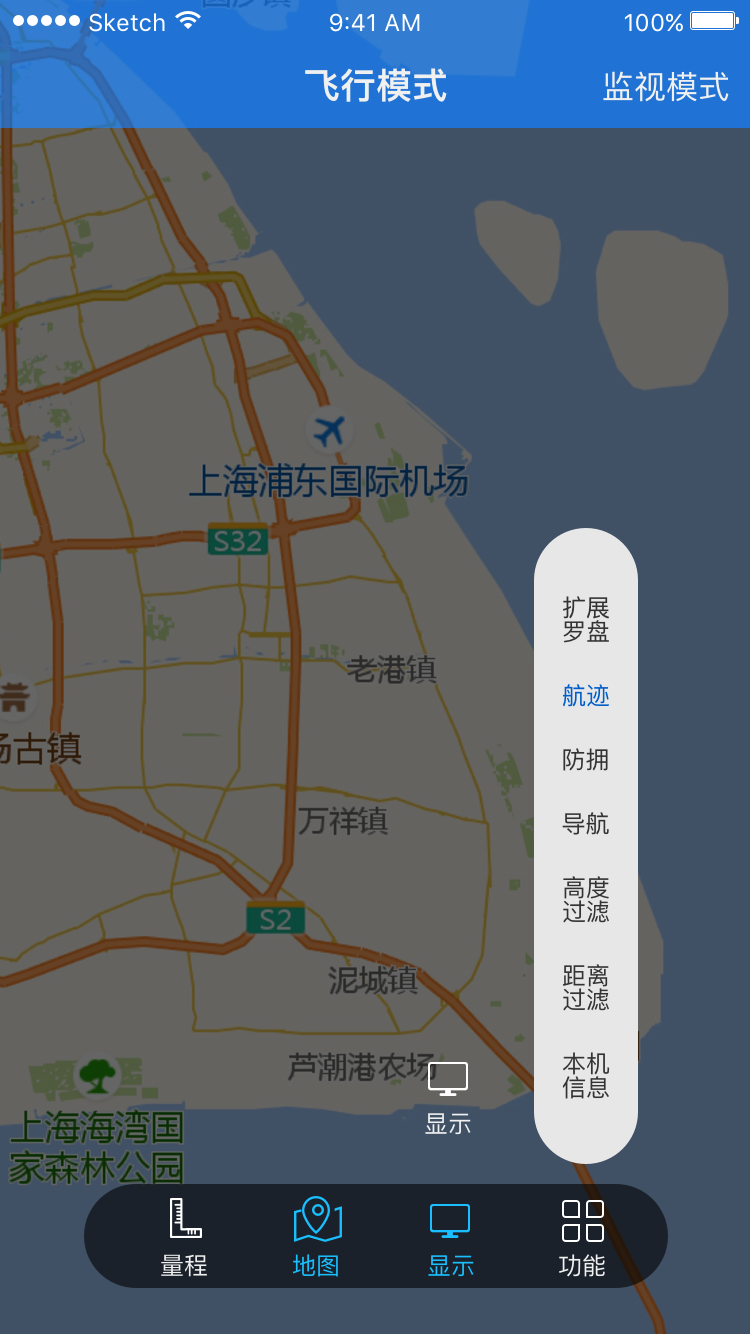 Sketch 9:41 AM 100%
飞行模式 监视模式
上海浦东国际机场
S32
扩展
罗盘
老港镇
航迹
场古镇
防拥
万祥镇
导航
高度
过滤
S2
泥城镇
距离
过滤
芦潮港农场
本机
信息
显示
上海海湾国
家森林公园
量程 地图 显示 功能